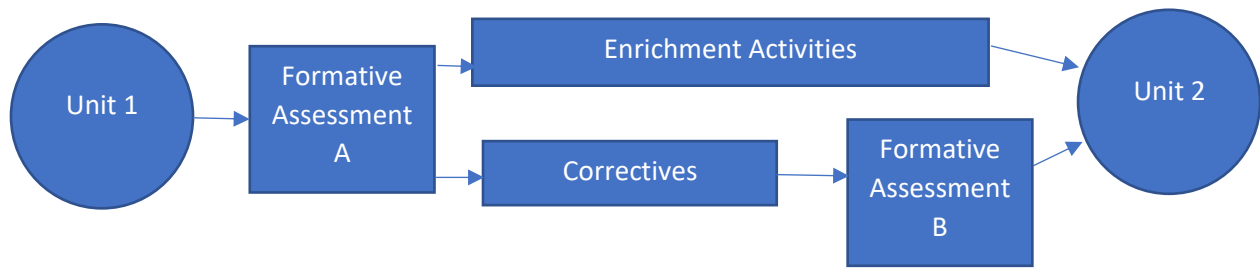 Unit 1
Formative
Assessment
A
Enrichment Activities
Correctives
Formative
Assessment
B
Unit 2